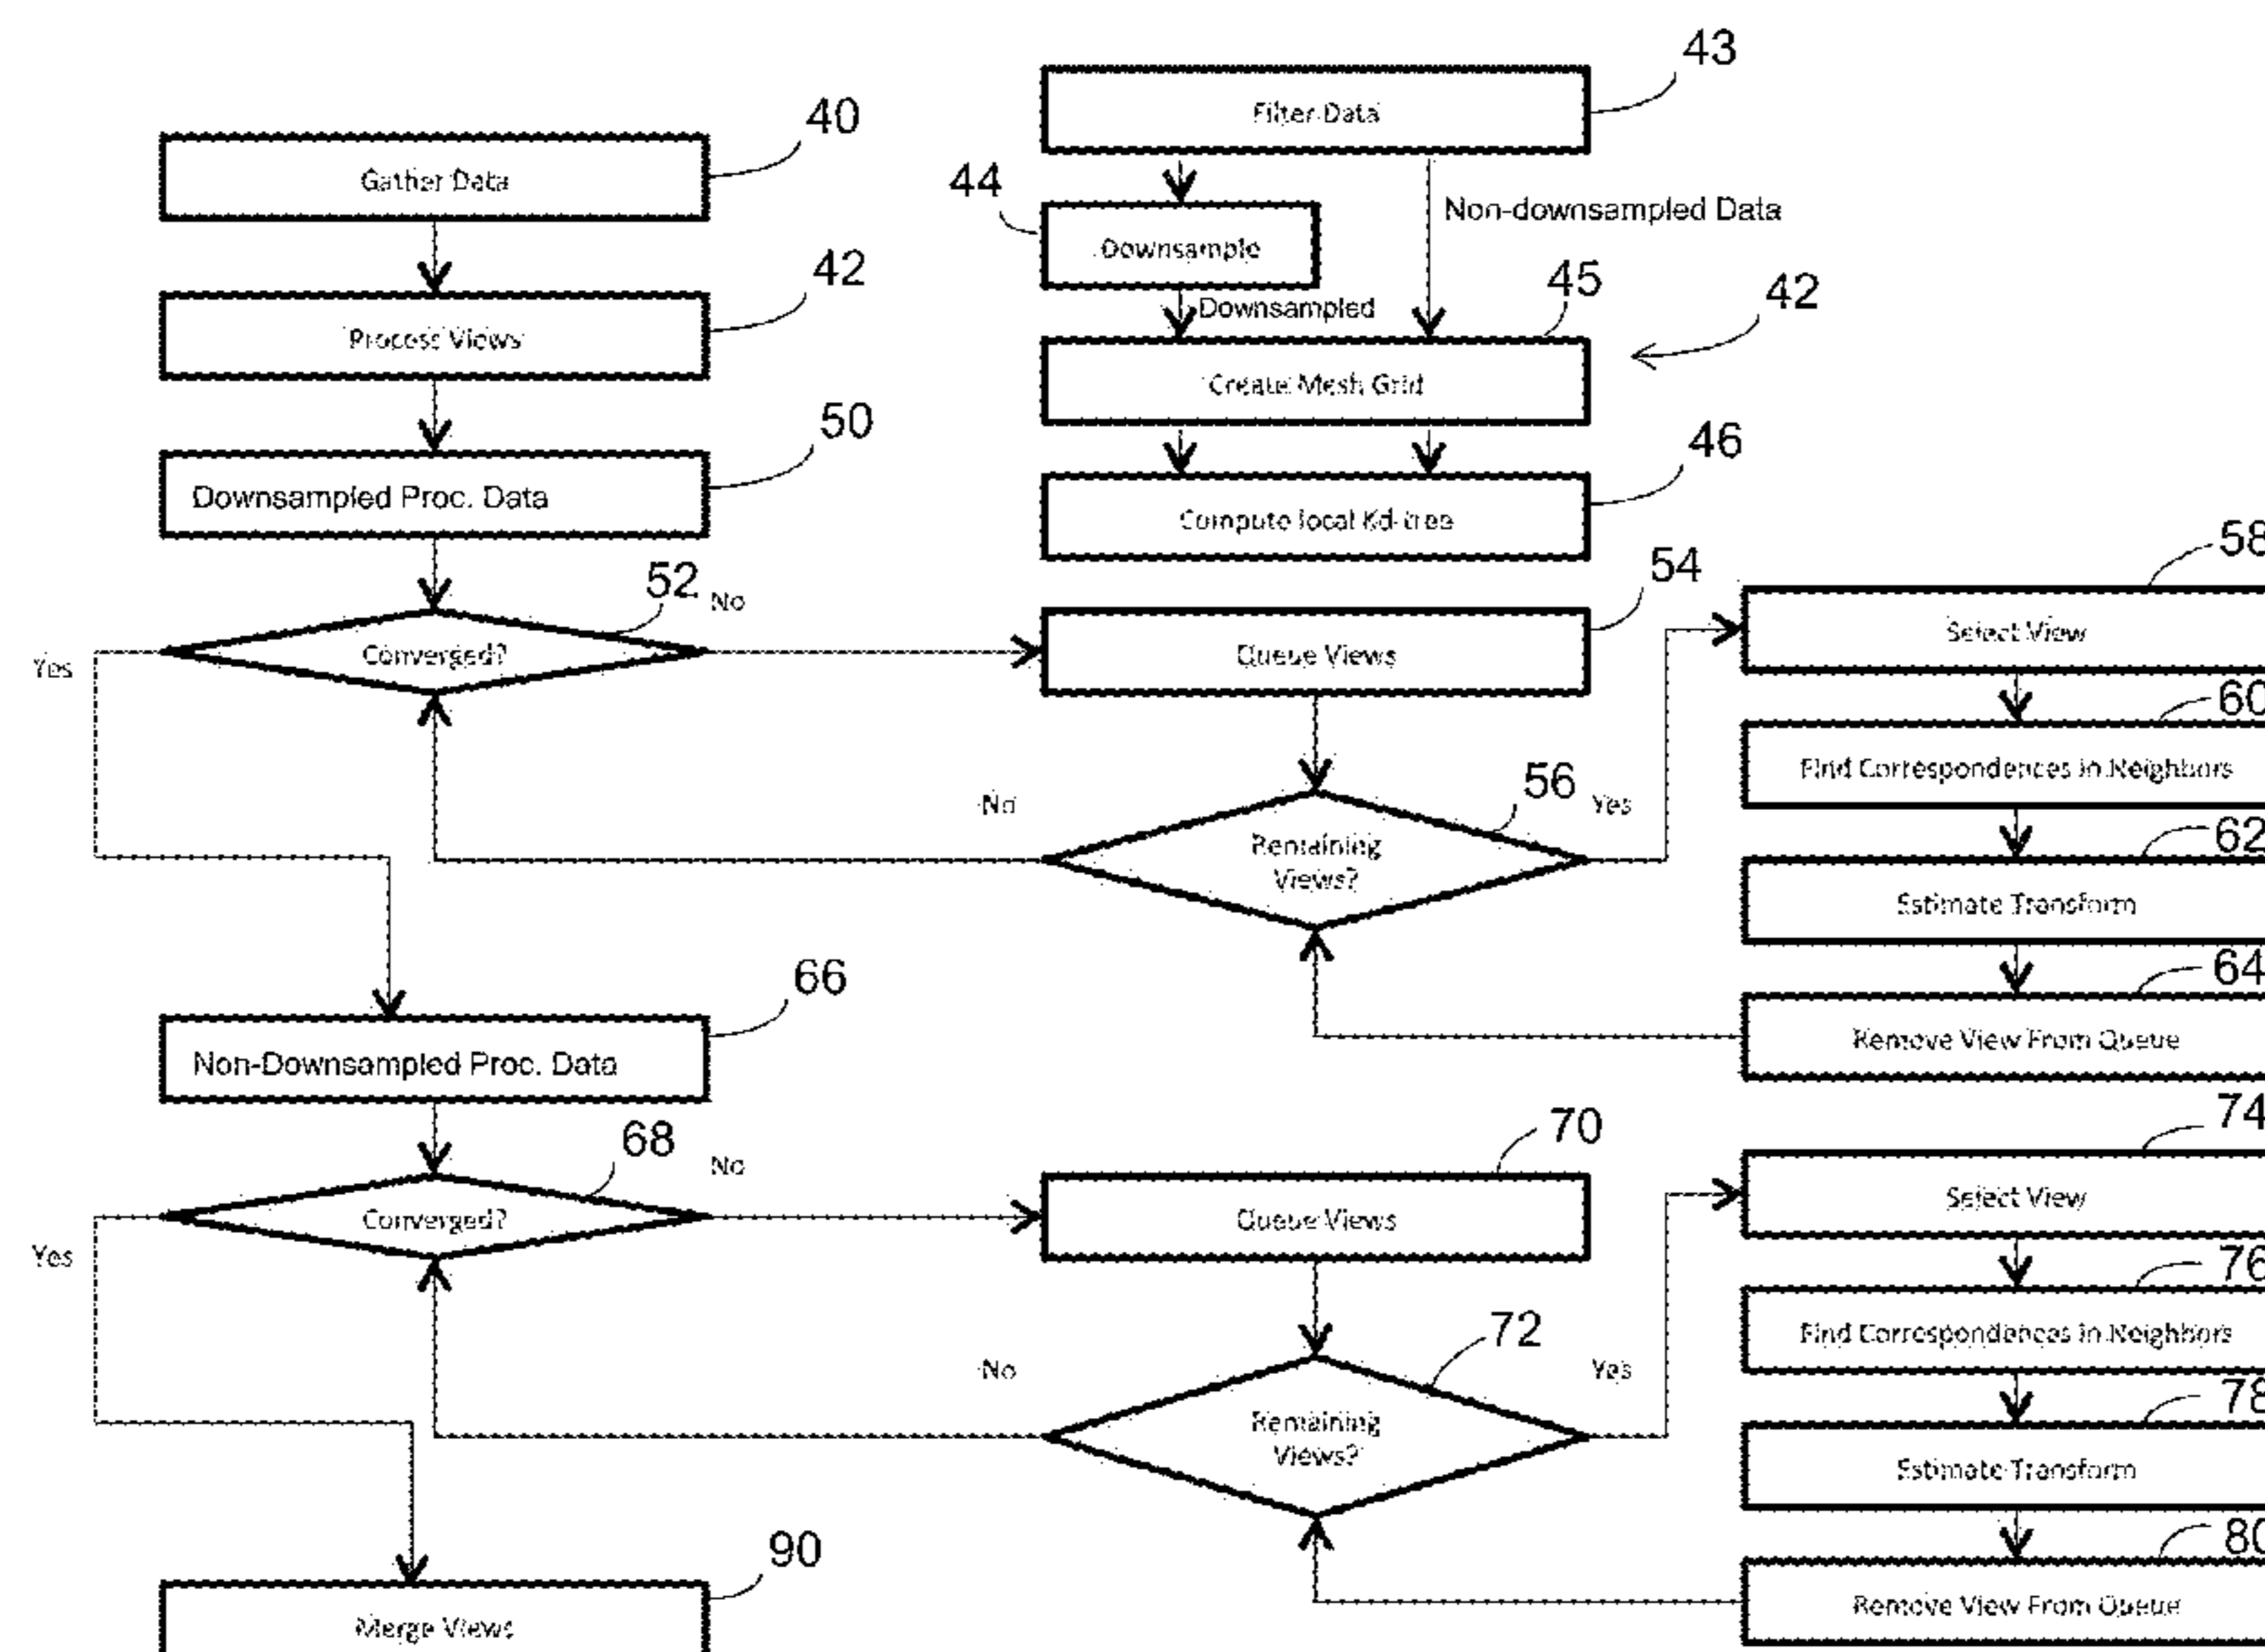 43
Filter Data
40
Gather Data
44
Non-downsampled Data
Downsample
42
45
42
Downsampled
Process Views
Create Mesh Grid
50
46
Downsampled Proc. Data
Compute local Kd-tree
58
54
52
No
Select View
Converged?
Queue Views
Yes
60
Find Correspondences in Neighbors
56
No
Yes
62
Remaining
Views?
Estimate Transform
66
64
Remove View From Queue
Non-Downsampled Proc. Data
74
70
68
No
Select View
Converged?
Queue Views
Yes
76
Find Correspondences in Neighbors
72
No
Yes
78
Remaining
Views?
Estimate Transform
90
80
Remove View From Queue
Merge Views